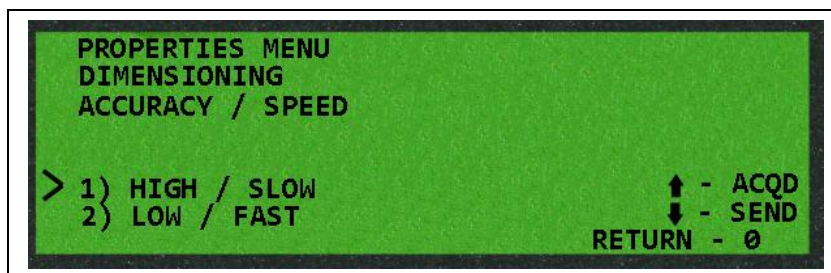 PROPERTIES MENU
DIMENSIONING
ACCURACY / SPEED
> 1) HIGH / SLOW
2) LOW / FAST
⬆ - ACQD
⬇ - SEND
RETURN - 0